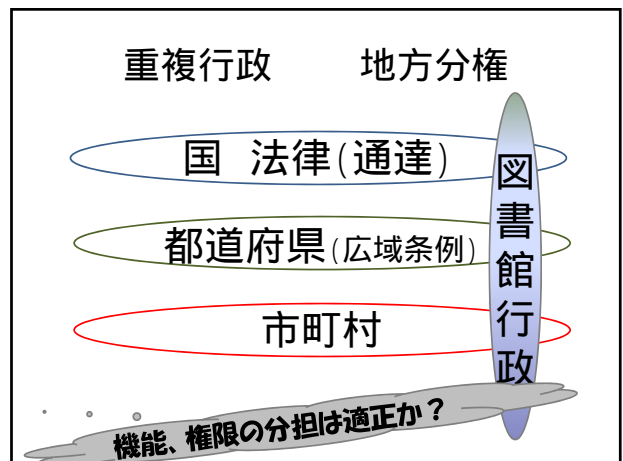 重複行政　地方分権
国　法律(通達)
都道府県(広域条例)
市町村
図書館行政
機能、権限の分担は適正か？